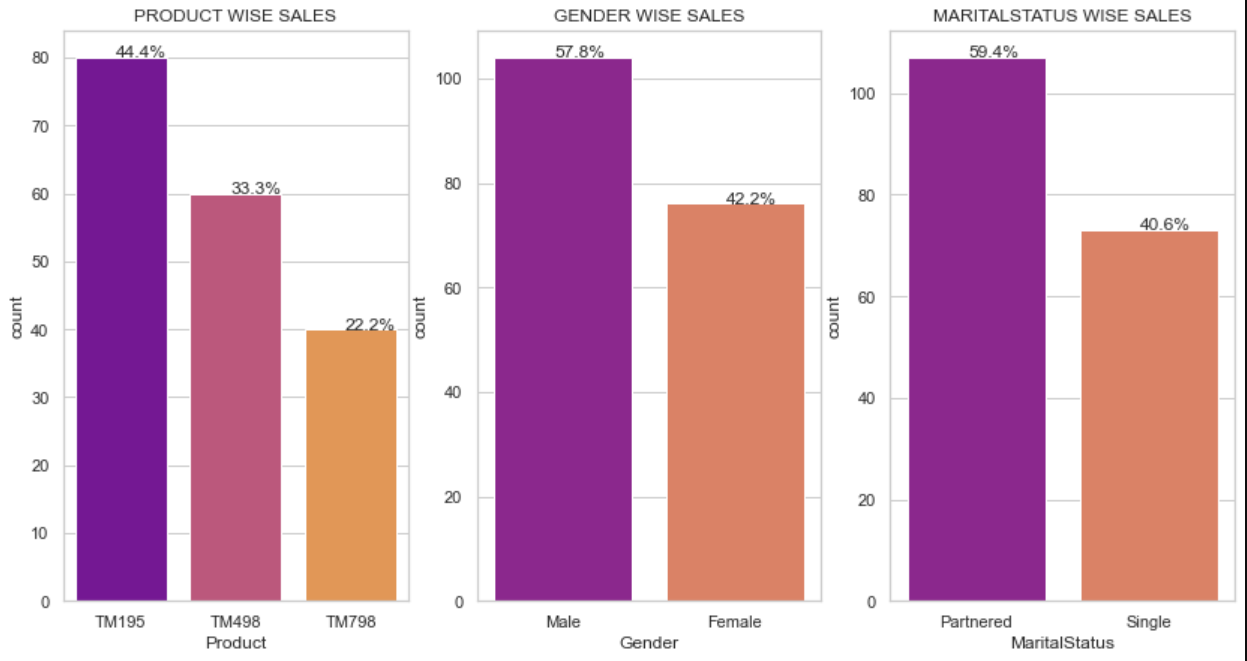 PRODUCT WISE SALES
44.4%
33.3%
22.2%
80
70
60
50
40
30
20
10
0
count
TM195
TM498
TM798
Product
GENDER WISE SALES
57.8%
42.2%
100
80
60
40
20
0
count
Male
Female
Gender
MARITALSTATUS WISE SALES
59.4%
40.6%
100
80
60
40
20
0
count
Partnered
Single
MaritalStatus